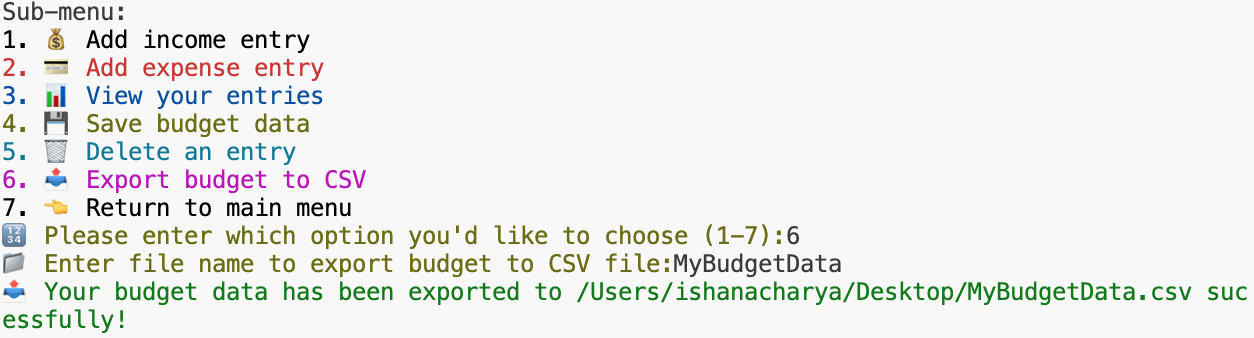 Sub-menu:
1. 💰 Add income entry
2. 💳 Add expense entry
3. 📊 View your entries
4. 💾 Save budget data
5. 🗑️ Delete an entry
6. 📤 Export budget to CSV
7. 👈 Return to main menu
🔢 Please enter which option you'd like to choose (1-7):6
📁 Enter file name to export budget to CSV file:MyBudgetData
📤 Your budget data has been exported to /Users/ishanacharya/Desktop/MyBudgetData.csv suc
essfully!